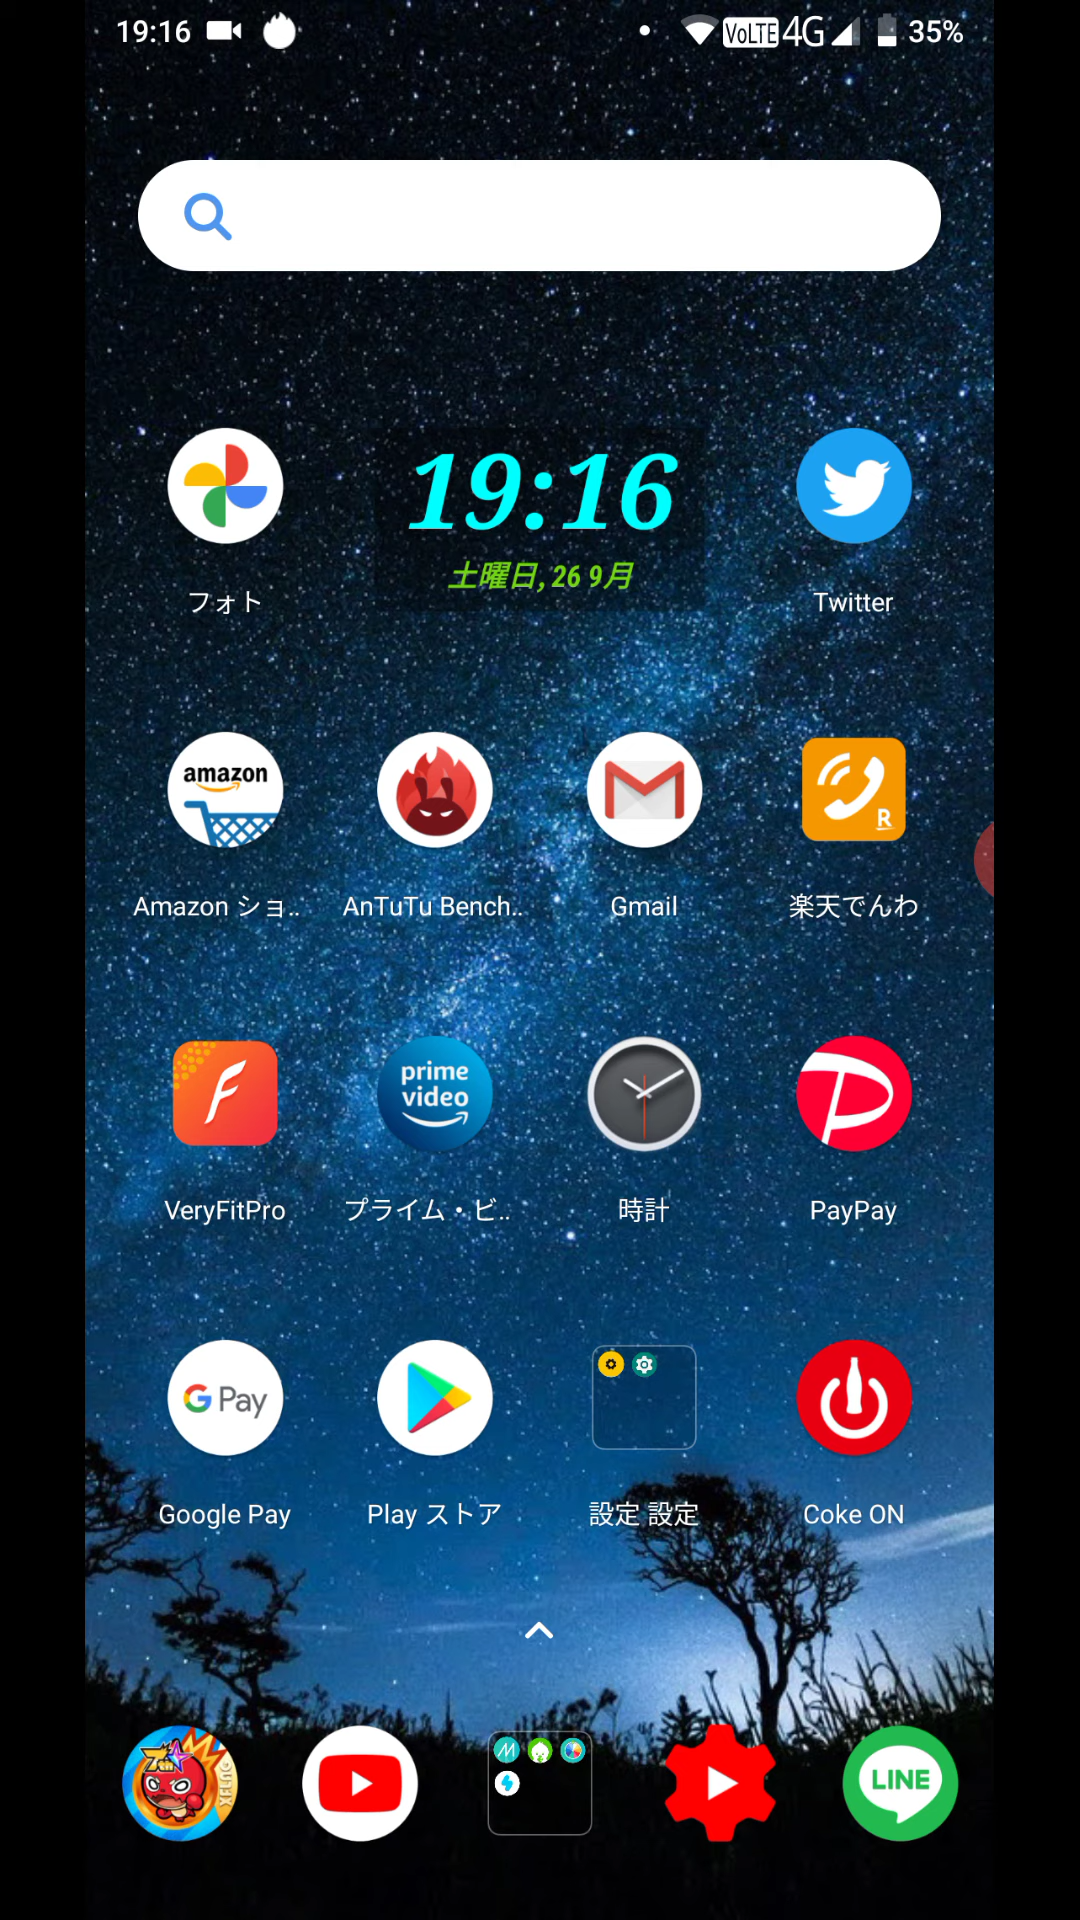 19:16 VoLTE 4G 35%
19:16
土曜日, 26 9月
フォト
Twitter
amazon
R
Amazon ショ..
AnTuTu Bench..
Gmail
楽天でんわ
prime
video
VeryFitPro
プライム・ビ..
時計
PayPay
G Pay
Google Pay
Play ストア
設定 設定
Coke ON
7th
XFLAG
LINE